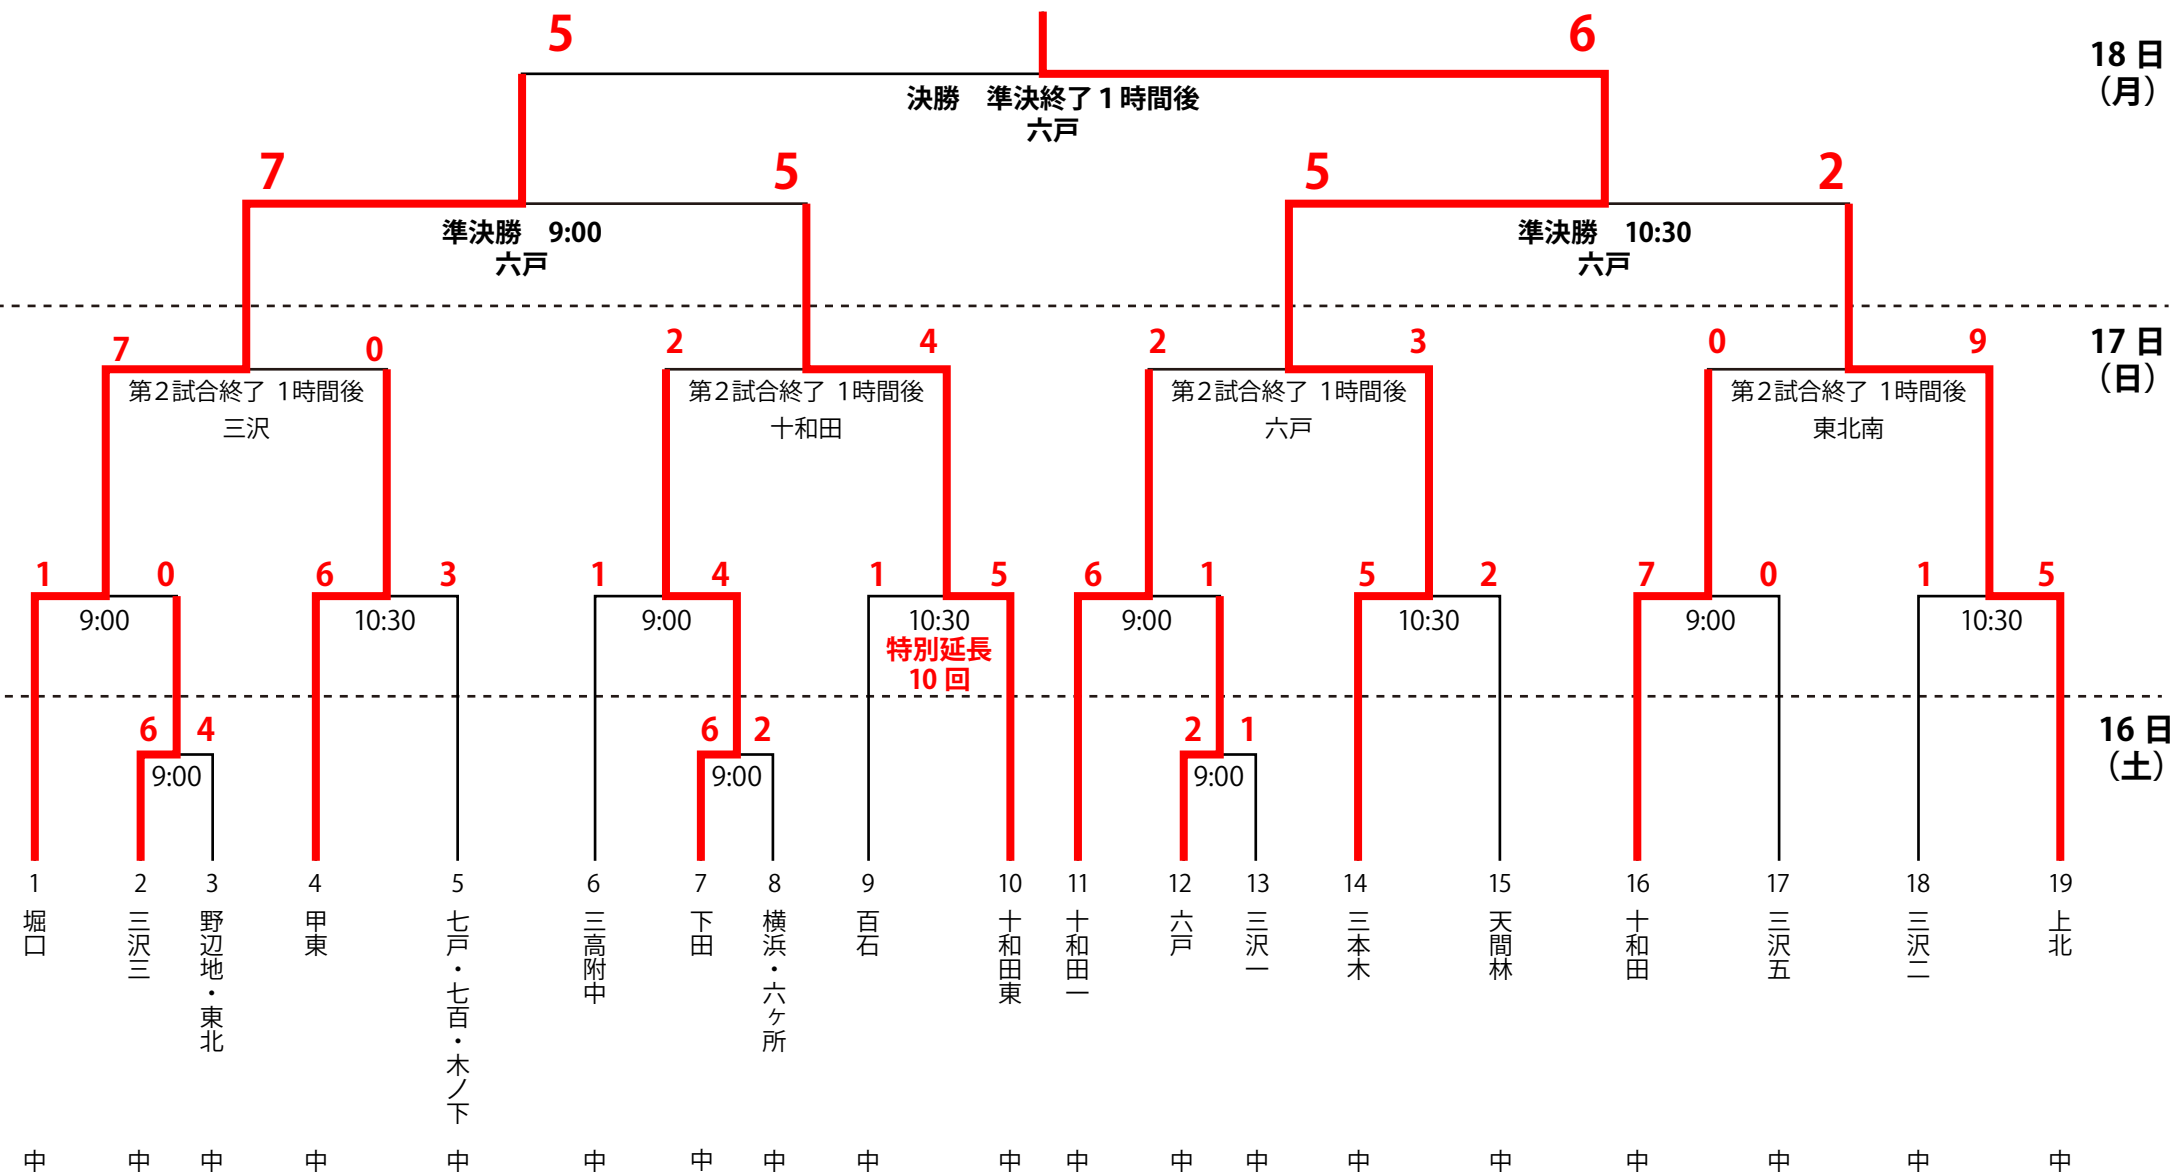 5 6
18 日
（月）
決勝　準決終了 1 時間後
六戸
7 5 5 2
準決勝　9:00
六戸
準決勝　10:30
六戸
17 日
（日）
7 0 2 4 2 3 0 9
第2試合終了 1時間後
三沢
第2試合終了 1時間後
十和田
第2試合終了 1時間後
六戸
第2試合終了 1時間後
東北南
1 0 6 3 1 4 1 5 6 1 5 2 7 0 1 5
9:00 10:30 9:00 10:30 9:00 10:30 9:00 10:30
特別延長
10 回
16 日
（土）
6 4 6 2 2 1
9:00 9:00 9:00
1 2 3 4 5 6 7 8 9 10 11 12 13 14 15 16 17 18 19
堀口 中
三沢三 中
野辺地・東北 中
甲東 中
七戸・七百・木ノ下 中
三高附中 中
下田 中
横浜・六ヶ所 中
百石 中
十和田東 中
十和田一 中
六戸 中
三沢一 中
三本木 中
天間林 中
十和田 中
三沢五 中
三沢二 中
上北 中